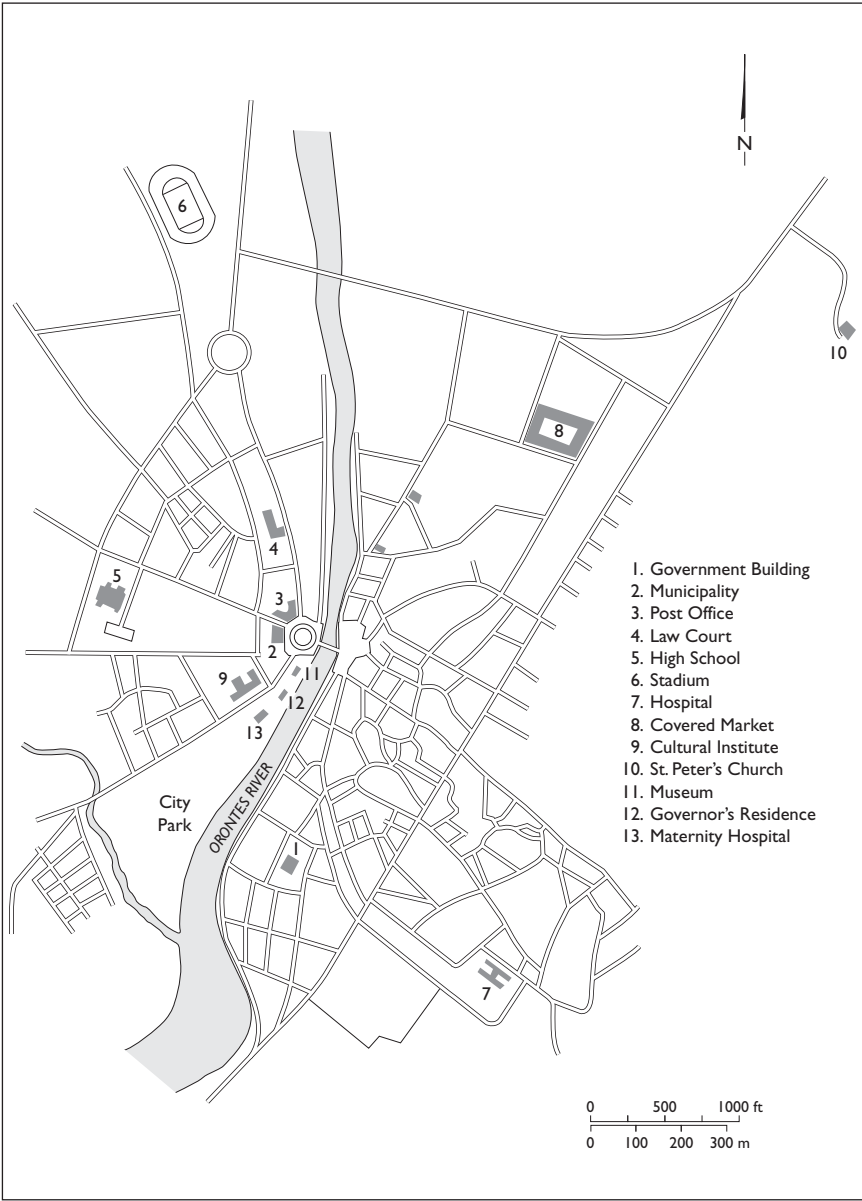 N
6
10
8
4
5
3
2
9
11
12
13
City
Park
ORONTES RIVER
1
7
1. Government Building
2. Municipality
3. Post Office
4. Law Court
5. High School
6. Stadium
7. Hospital
8. Covered Market
9. Cultural Institute
10. St. Peter's Church
11. Museum
12. Governor's Residence
13. Maternity Hospital
0 500 1000 ft
0 100 200 300 m